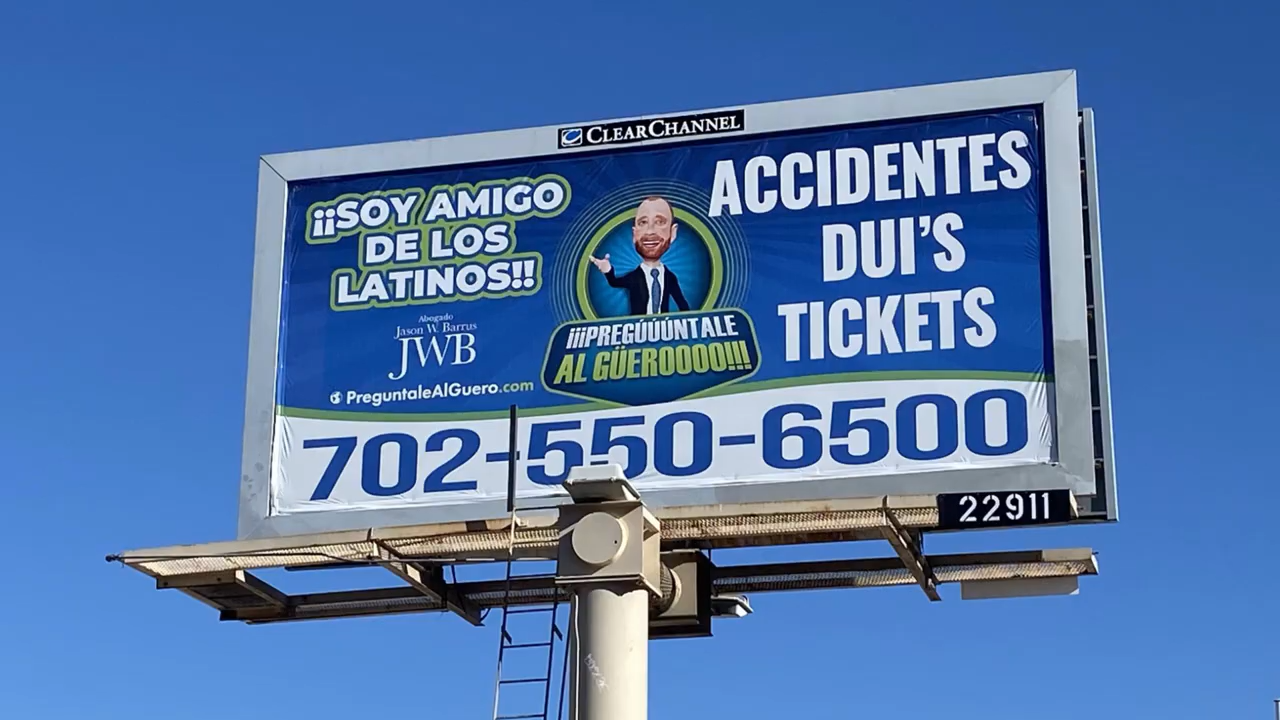 CLEARCHANNEL
¡¡SOY AMIGO
DE LOS
LATINOS!!
Abogado
Jason W. Barrus
JWB
PreguntaleAlGuero.com
¡¡¡PREGÚÚÚNTALE
AL GÜEROOOO!!!
ACCIDENTES
DUI'S
TICKETS
702-550-6500
22911